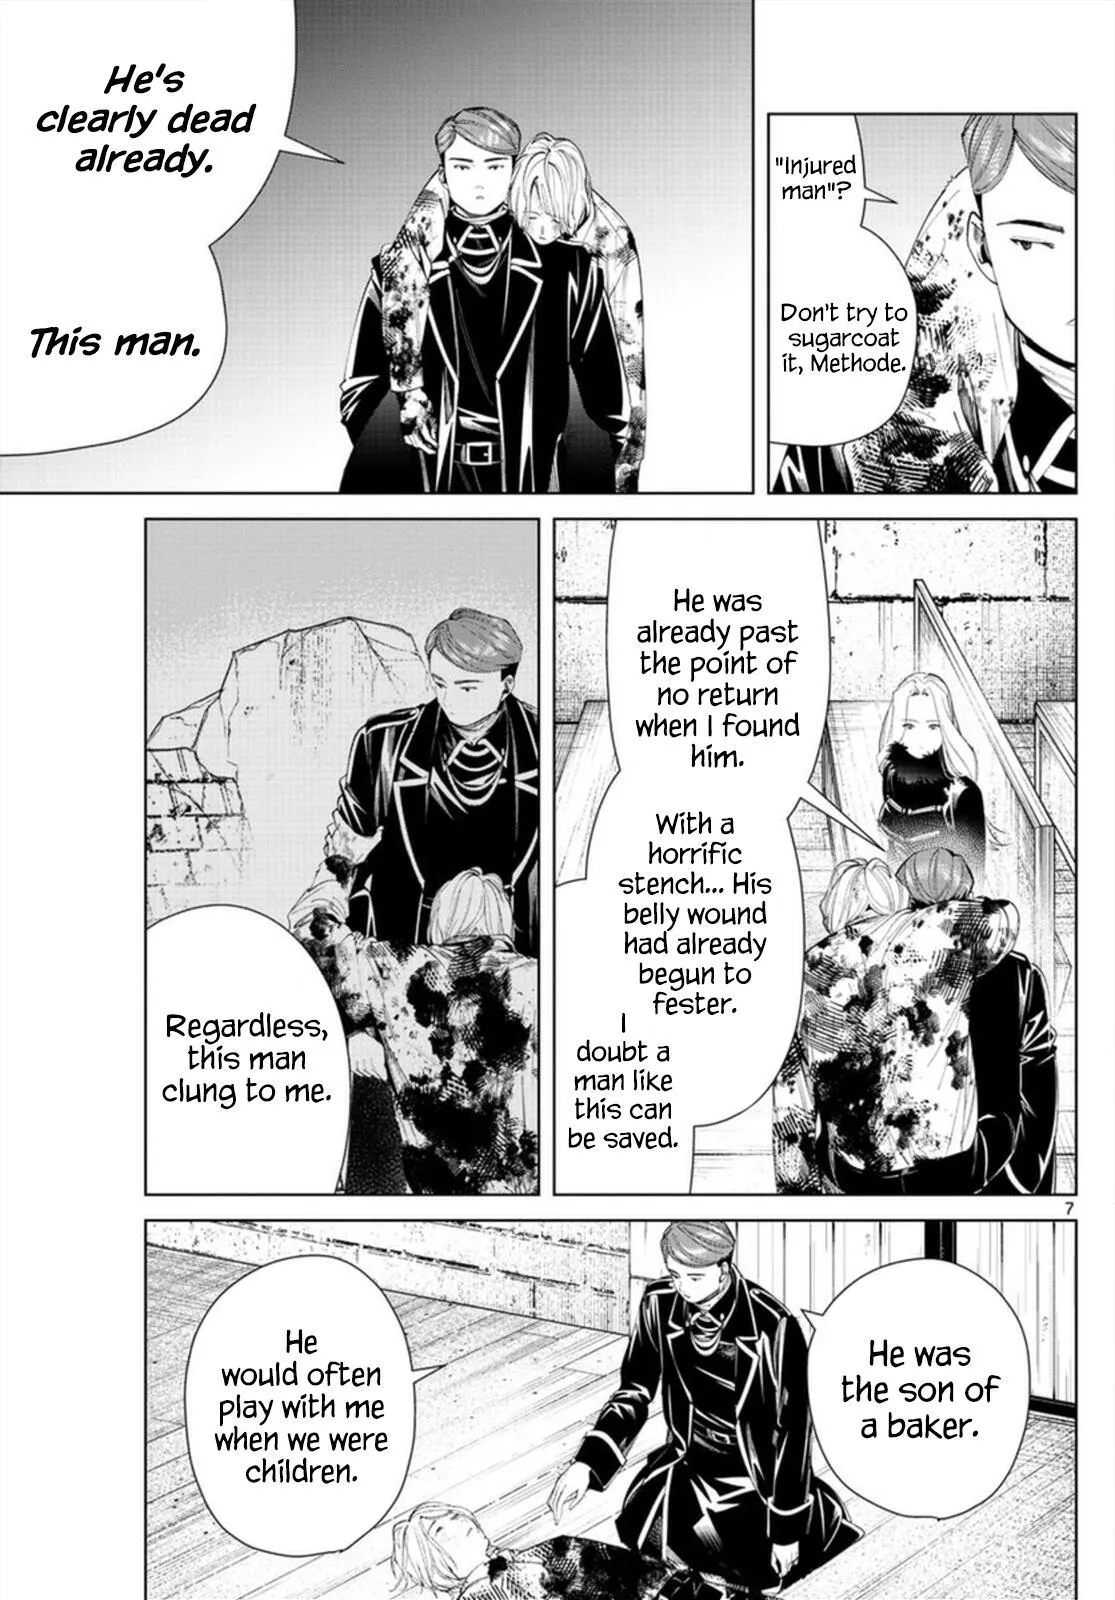 "Injured
man"?
Don't try to
sugarcoat
it, Methode.
He's
clearly dead
already.
This man.
He was
already past
the point of
no return
when I found
him.
With a
horrific
stench... His
belly wound
had already
begun to
fester.
I
doubt a
man like
this can
be saved.
Regardless,
this man
clung to me.
7
He was
the son of
a baker.
He
would often
play with me
when we were
children.